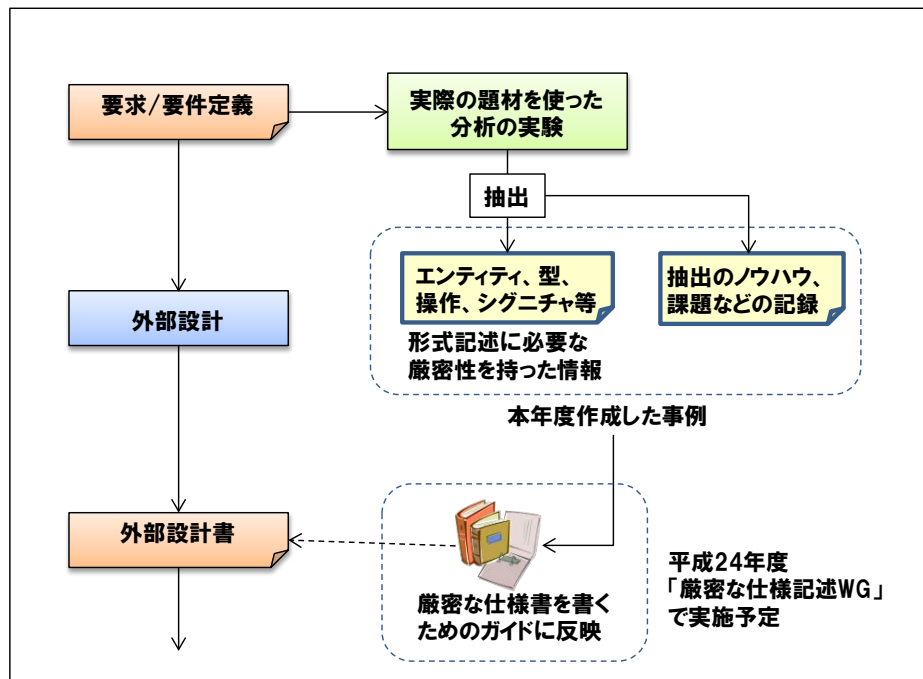 要求/要件定義
実際の題材を使った
分析の実験
抽出
エンティティ、型、
操作、シグニチャ等
抽出のノウハウ、
課題などの記録
外部設計
形式記述に必要な
厳密性を持った情報
本年度作成した事例
外部設計書
厳密な仕様書を書く
ためのガイドに反映
平成24年度
「厳密な仕様記述WG」
で実施予定